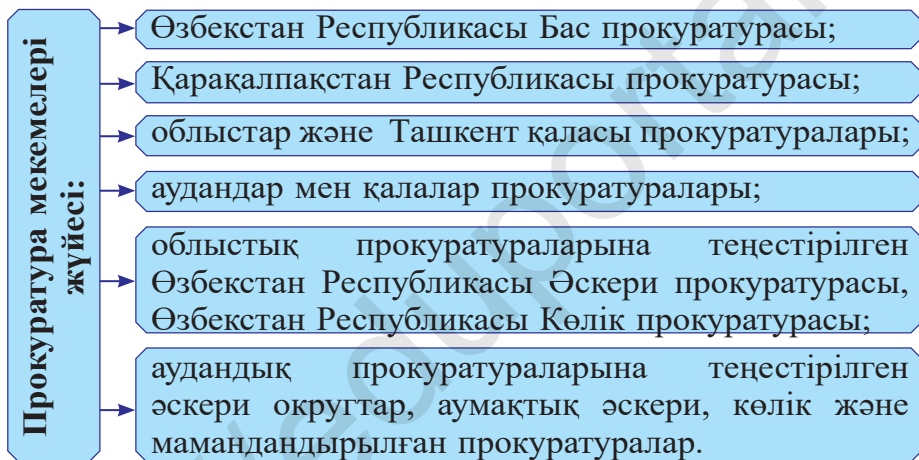 Прокуратура мекемелері
жүйесі:
Өзбекстан Республикасы Бас прокуратурасы;
Қарақалпақстан Республикасы прокуратурасы;
облыстар және Ташкент қаласы прокуратуралары;
аудандар мен қалалар прокуратуралары;
облыстық прокуратураларына теңестірілген
Өзбекстан Республикасы Әскери прокуратурасы,
Өзбекстан Республикасы Көлік прокуратурасы;
аудандық прокуратураларына теңестірілген
әскери округтар, аумақтық әскери, көлік және
мамандандырылған прокуратуралар.